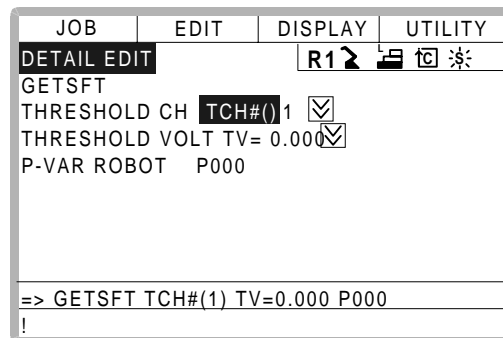 JOB EDIT DISPLAY UTILITY
DETAIL EDIT R1 C
GETSFT
THRESHOLD CH TCH#() 1
THRESHOLD VOLT TV= 0.000
P-VAR ROBOT P000
=> GETSFT TCH#(1) TV=0.000 P000
!